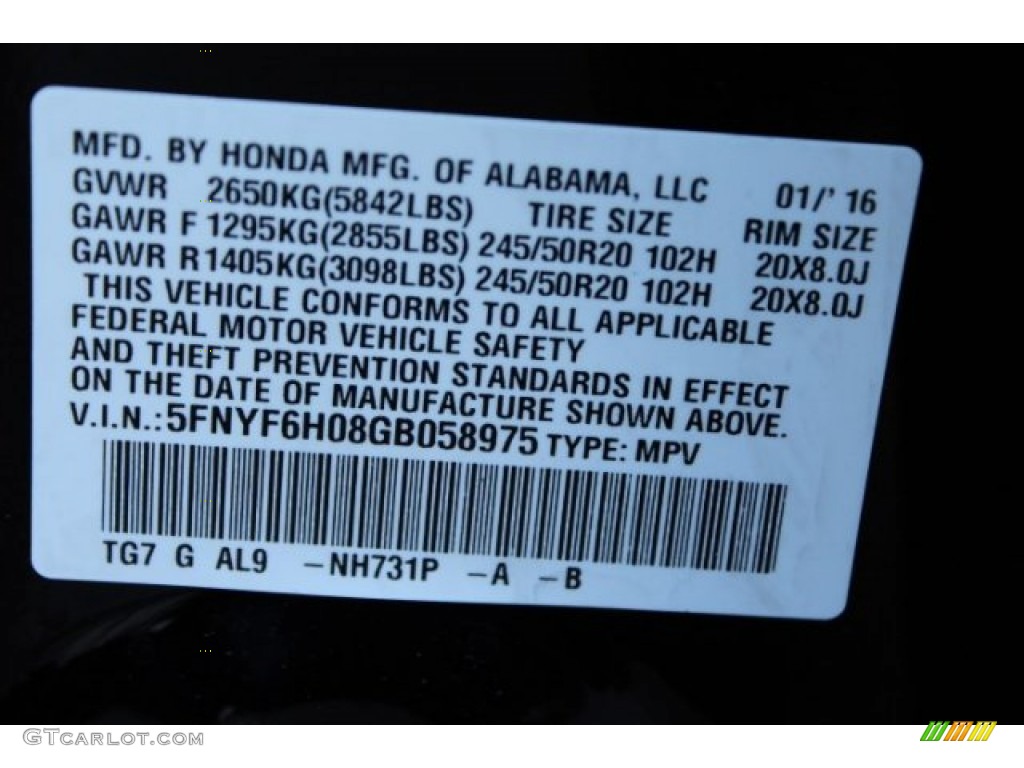 MFD. BY HONDA MFG. OF ALABAMA, LLC 01/' 16
GVWR 2650KG(5842LBS) TIRE SIZE RIM SIZE
GAWR F 1295KG(2855LBS) 245/50R20 102H 20X8.0J
GAWR R 1405KG(3098LBS) 245/50R20 102H 20X8.0J
THIS VEHICLE CONFORMS TO ALL APPLICABLE
FEDERAL MOTOR VEHICLE SAFETY
AND THEFT PREVENTION STANDARDS IN EFFECT
ON THE DATE OF MANUFACTURE SHOWN ABOVE.
V.I.N.: 5FNYF6H08GB058975 TYPE: MPV
TG7 G AL9 –NH731P –A –B
GTCARLOT.COM